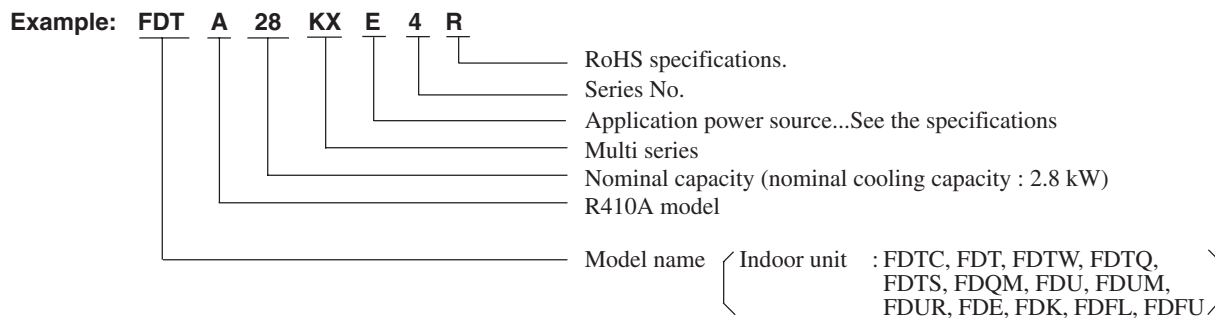 Example: FDT A 28 KX E 4 R
RoHS specifications.
Series No.
Application power source...See the specifications
Multi series
Nominal capacity (nominal cooling capacity : 2.8 kW)
R410A model
Model name Indoor unit : FDTC, FDT, FDTW, FDTQ,
FDTS, FDQM, FDU, FDUM,
FDUR, FDE, FDK, FDFL, FDFU